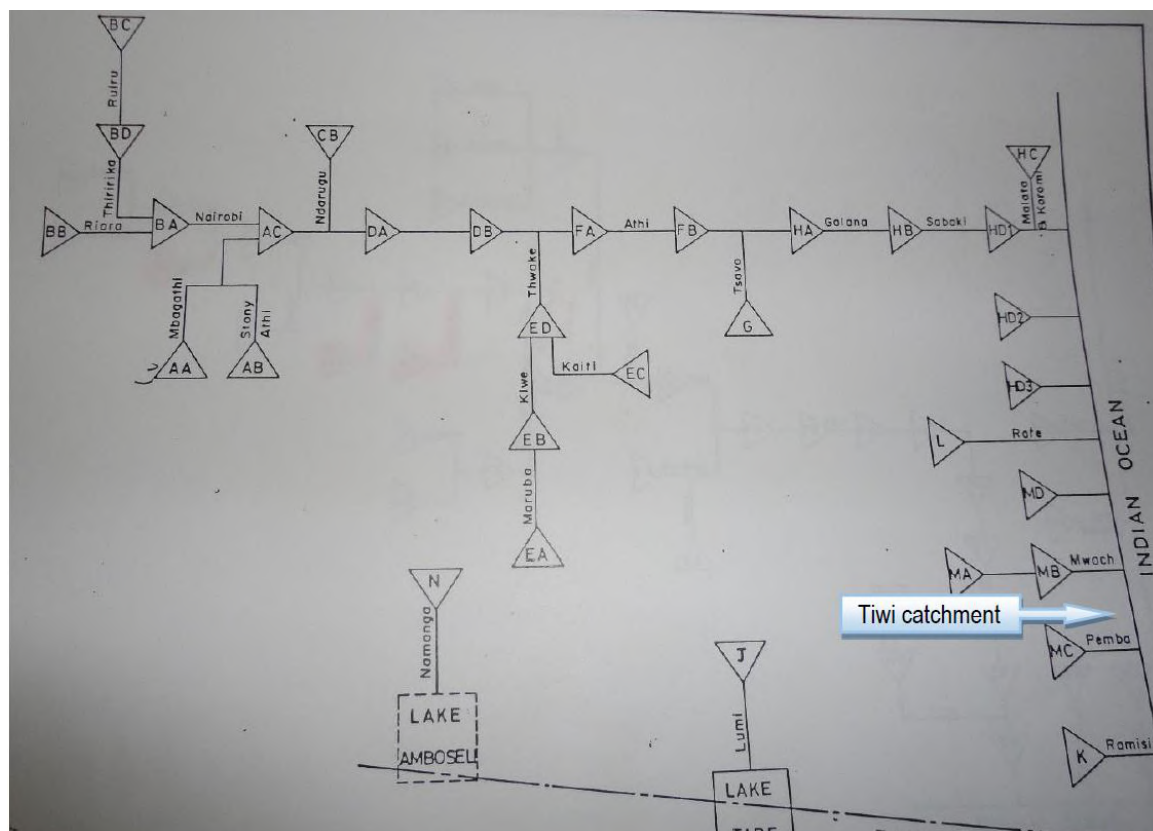 BC
Ruiru
BD
CB
Thiririka
Ndarugu
HC
Malata
& Koromi
BB
Riara
BA
Nairobi
AC
DA
DB
FA
Athi
FB
HA
Galana
HB
Sabaki
HD1
Thwake
Tsavo
Mbagathi
Stony
Athi
ED
G
HD2
AA
AB
Kaiti
EC
HD3
Kiwe
EB
L
Rare
INDIAN OCEAN
Maruba
MD
EA
MA
MB
Mwach
N
Tiwi catchment
Namanga
J
MC
Pemba
LAKE
AMBOSELI
Lumi
K
Ramisi
LAKE